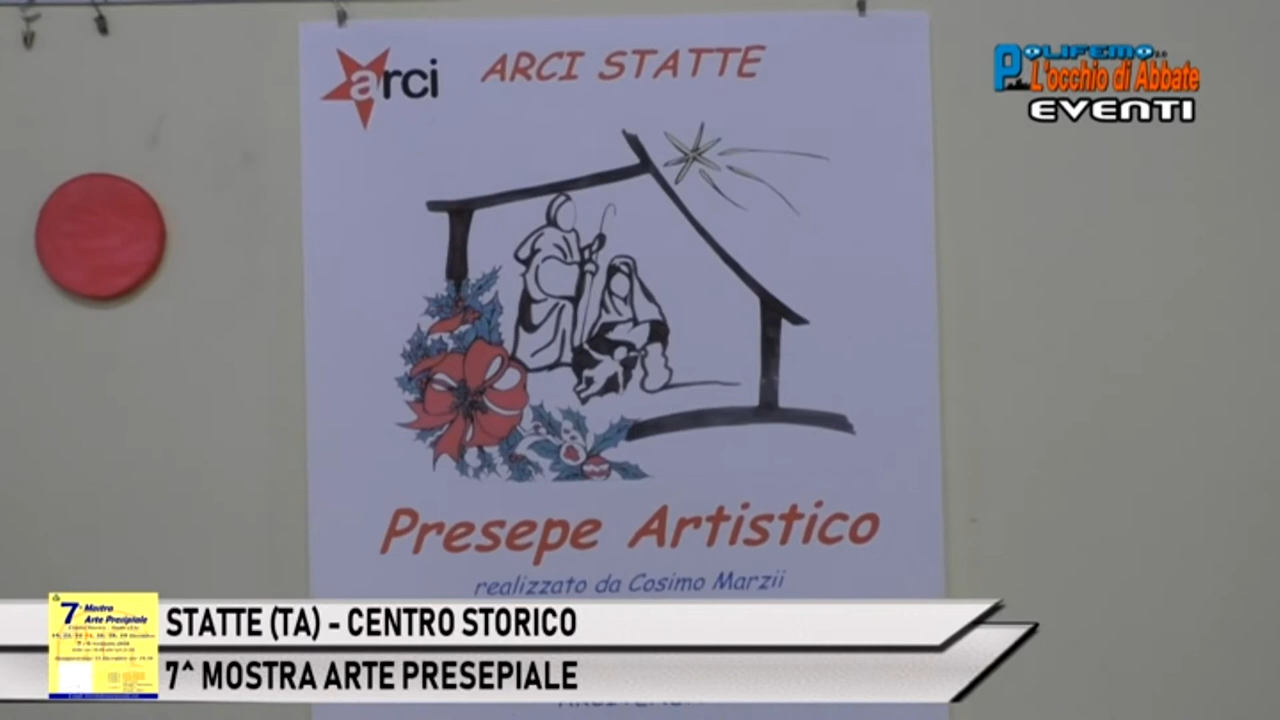 arci
ARCI STATTE
POLIFEMO
L'occhio di Abbate
EVENTI
Presepe Artistico
realizzato da Cosimo Marzii
7^ Mostra
Arte Presepiale
STATTE (TA) - CENTRO STORICO
7^ MOSTRA ARTE PRESEPIALE